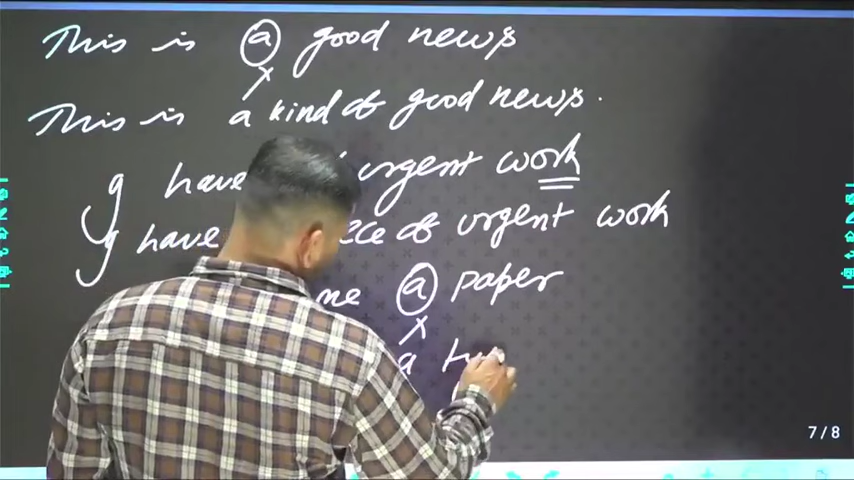 This is a good news
x
This is a kind of good news.
I have urgent work
I have ece of urgent work
me a paper
x
a
7/8